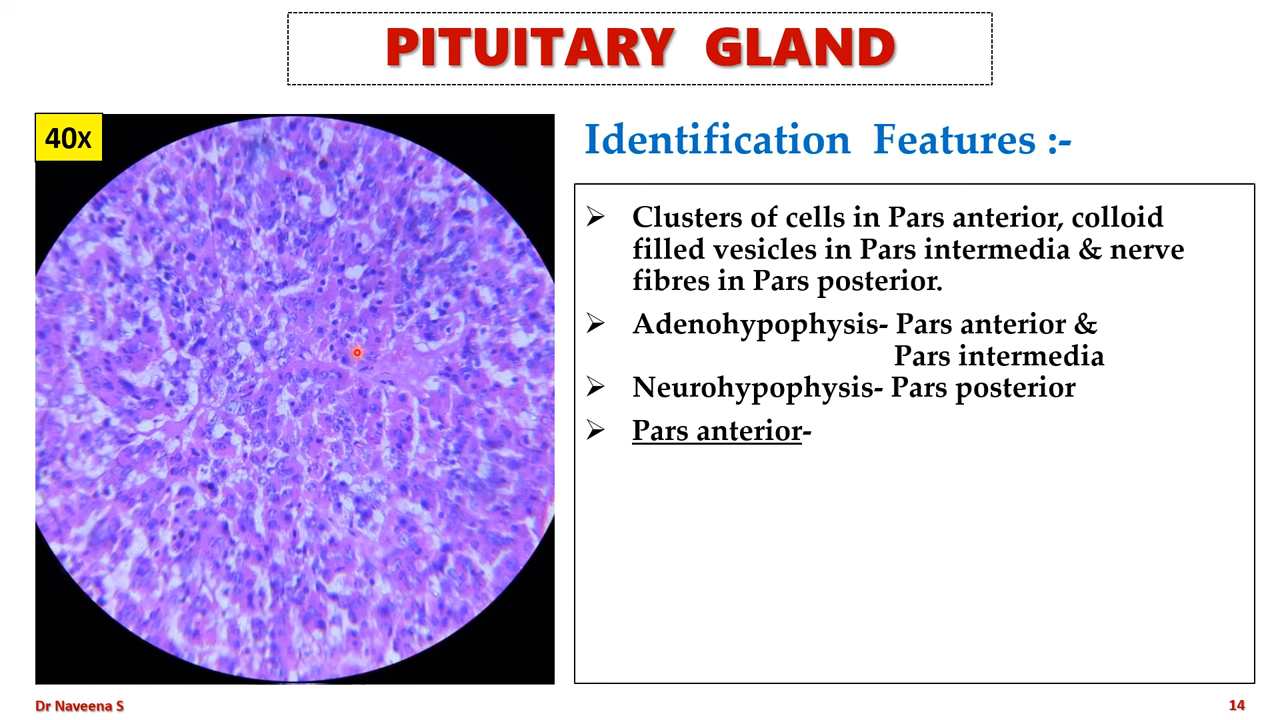 PITUITARY GLAND
40x
Identification Features :-
➢ Clusters of cells in Pars anterior, colloid
filled vesicles in Pars intermedia & nerve
fibres in Pars posterior.
➢ Adenohypophysis- Pars anterior &
Pars intermedia
➢ Neurohypophysis- Pars posterior
➢ Pars anterior-
Dr Naveena S
14